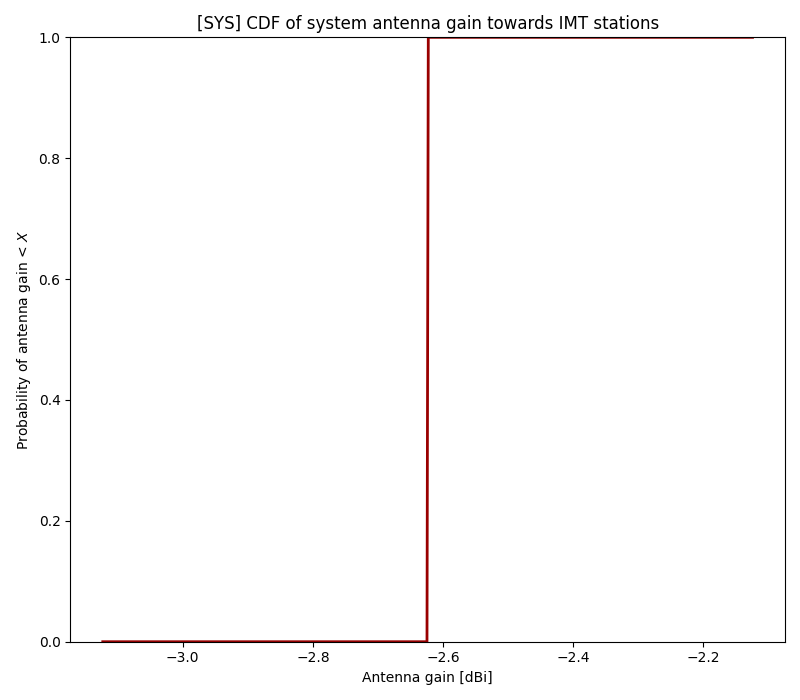 [SYS] CDF of system antenna gain towards IMT stations
Probability of antenna gain < X
1.0
0.8
0.6
0.4
0.2
0.0
−3.0 −2.8 −2.6 −2.4 −2.2
Antenna gain [dBi]